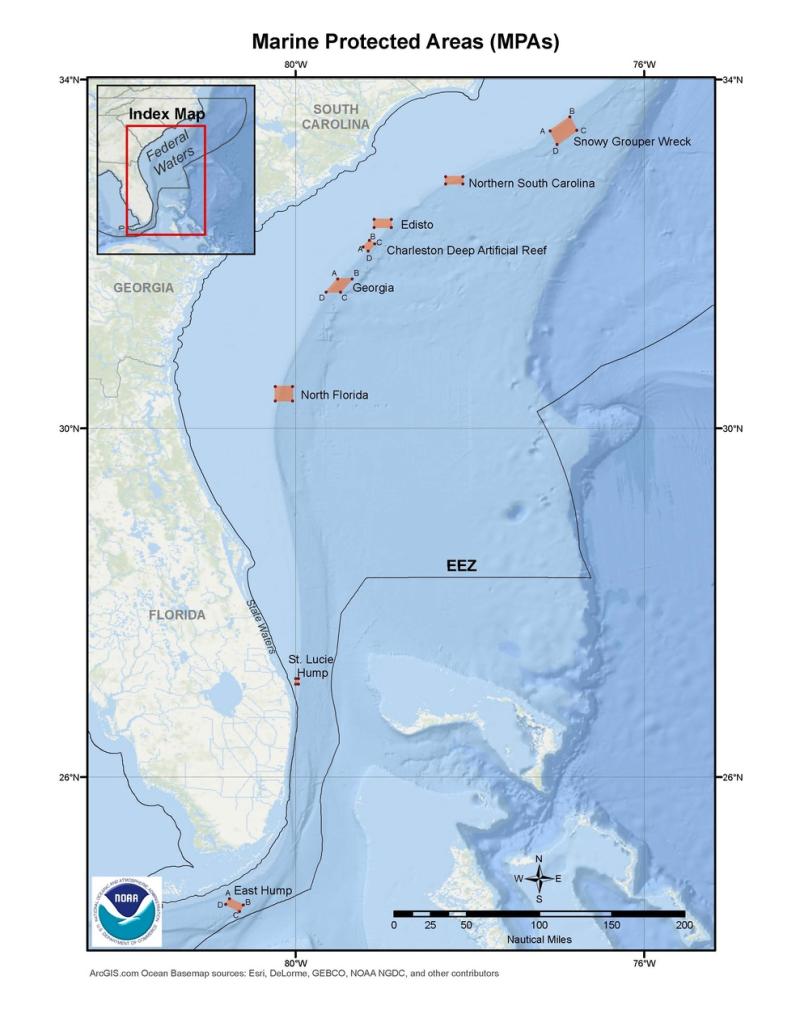 Marine Protected Areas (MPAs)
80°W
76°W
34°N
34°N
Index Map
Federal
Waters
SOUTH
CAROLINA
B
A
C
D
Snowy Grouper Wreck
Northern South Carolina
Edisto
B
A
C
D
Charleston Deep Artificial Reef
A
B
D
C
Georgia
GEORGIA
North Florida
30°N
30°N
EEZ
FLORIDA
State Waters
St. Lucie
Hump
26°N
26°N
East Hump
A
D
B
C
NOAA
NATIONAL OCEANIC AND ATMOSPHERIC ADMINISTRATION
U.S. DEPARTMENT OF COMMERCE
N
W
E
S
0 25 50 100 150 200
Nautical Miles
80°W
76°W
ArcGIS.com Ocean Basemap sources: Esri, DeLorme, GEBCO, NOAA NGDC, and other contributors